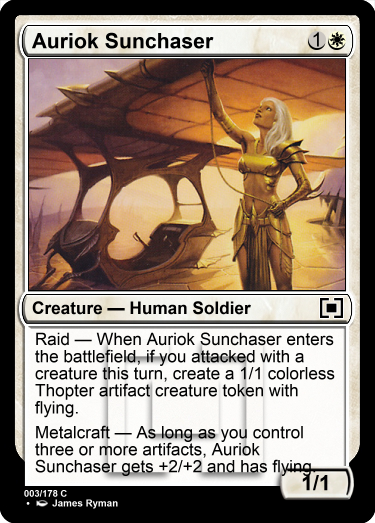 Auriok Sunchaser 1
Creature — Human Soldier
Raid — When Auriok Sunchaser enters
the battlefield, if you attacked with a
creature this turn, create a 1/1 colorless
Thopter artifact creature token with
flying.
Metalcraft — As long as you control
three or more artifacts, Auriok
Sunchaser gets +2/+2 and has flying.
1/1
003/178 C
• James Ryman